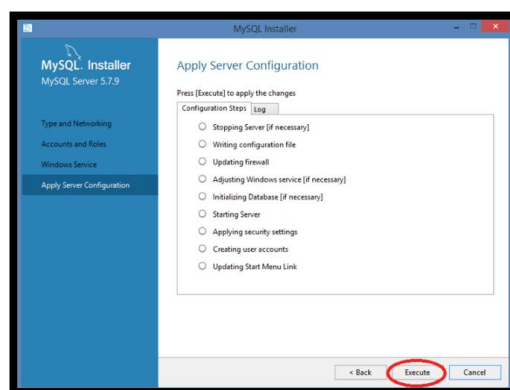 MySQL Installer
MySQL. Installer
MySQL Server 5.7.9
Type and Networking
Accounts and Roles
Windows Service
Apply Server Configuration
Apply Server Configuration
Press [Execute] to apply the changes
Configuration Steps
Log
Stopping Server [if necessary]
Writing configuration file
Updating firewall
Adjusting Windows service [if necessary]
Initializing Database [if necessary]
Starting Server
Applying security settings
Creating user accounts
Updating Start Menu Link
< Back
Execute
Cancel